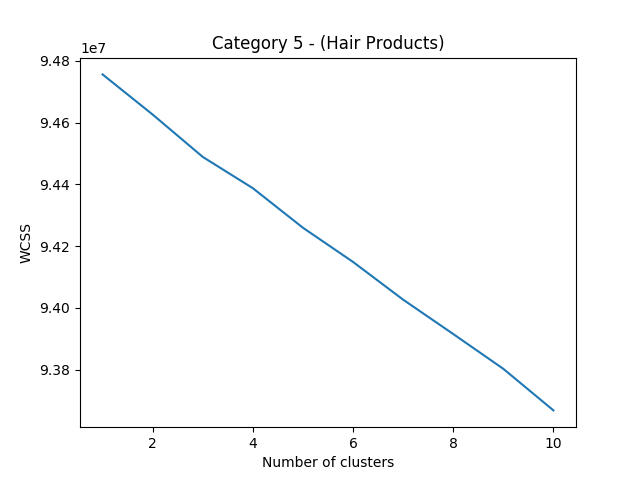 Category 5 - (Hair Products)
1e7
9.48
9.46
9.44
9.42
9.40
9.38
WCSS
2 4 6 8 10
Number of clusters